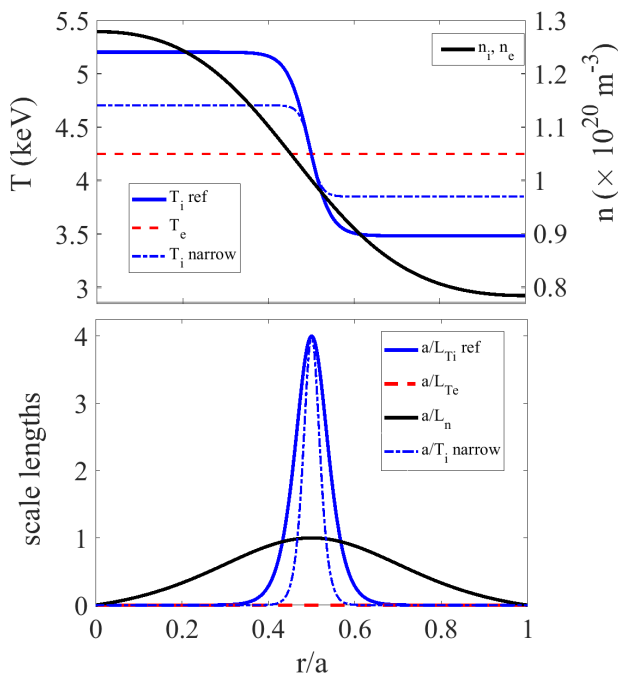 5.5
5
4.5
4
3.5
3
T (keV)
1.3
1.2
1.1
1
0.9
0.8
n (× 10^20 m^-3)
n_i, n_e
T_i ref
T_e
T_i narrow
4
3
2
1
0
scale lengths
a/L_Ti ref
a/L_Te
a/L_n
a/T_i narrow
0 0.2 0.4 0.6 0.8 1
r/a